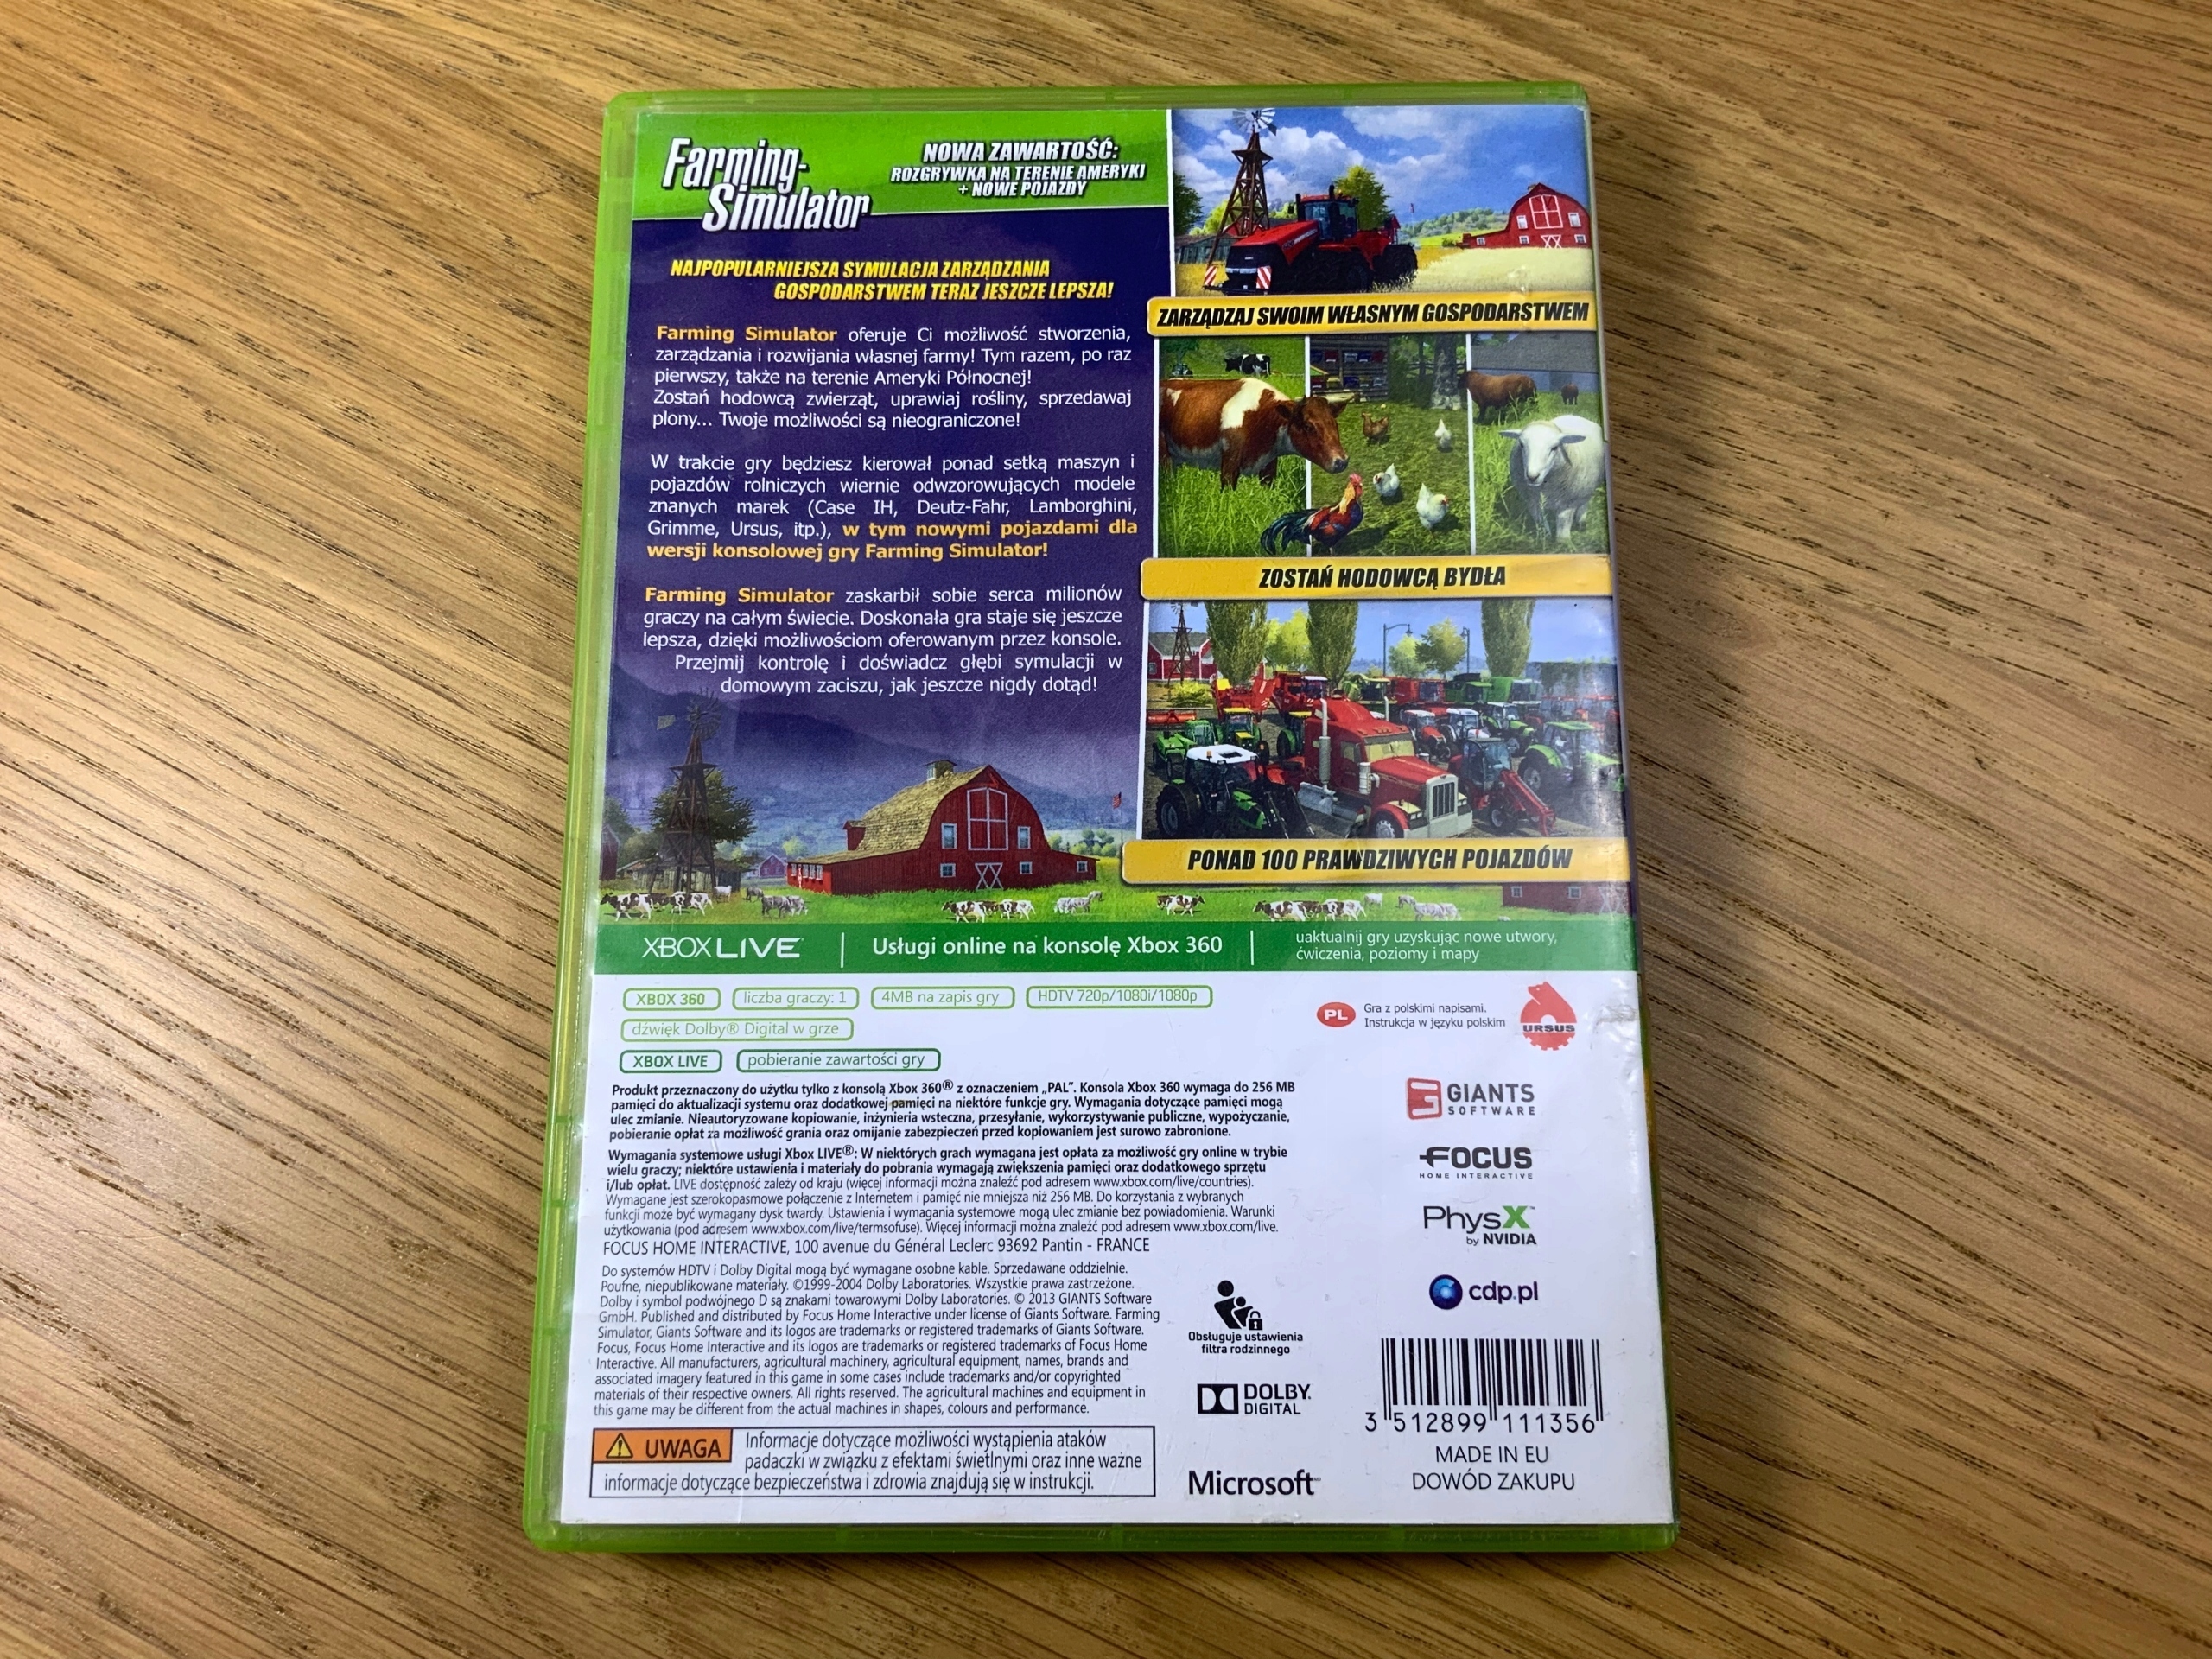 Farming-
Simulator
NOWA ZAWARTOŚĆ:
ROZGRYWKA NA TERENIE AMERYKI
+ NOWE POJAZDY
NAJPOPULARNIEJSZA SYMULACJA ZARZĄDZANIA
GOSPODARSTWEM TERAZ JESZCZE LEPSZA!
Farming Simulator oferuje Ci możliwość stworzenia,
zarządzania i rozwijania własnej farmy! Tym razem, po raz
pierwszy, także na terenie Ameryki Północnej!
Zostań hodowcą zwierząt, uprawiaj rośliny, sprzedawaj
plony... Twoje możliwości są nieograniczone!
W trakcie gry będziesz kierował ponad setką maszyn i
pojazdów rolniczych wiernie odwzorowujących modele
znanych marek (Case IH, Deutz-Fahr, Lamborghini,
Grimme, Ursus, itp.), w tym nowymi pojazdami dla
wersji konsolowej gry Farming Simulator!
Farming Simulator zaskarbił sobie serca milionów
graczy na całym świecie. Doskonała gra staje się jeszcze
lepsza, dzięki możliwościom oferowanym przez konsole.
Przejmij kontrolę i doświadcz głębi symulacji w
domowym zaciszu, jak jeszcze nigdy dotąd!
ZARZĄDZAJ SWOIM WŁASNYM GOSPODARSTWEM
ZOSTAŃ HODOWCĄ BYDŁA
PONAD 100 PRAWDZIWYCH POJAZDÓW
XBOX LIVE
Usługi online na konsolę Xbox 360
uaktualnij gry uzyskując nowe utwory,
ćwiczenia, poziomy i mapy
XBOX 360 liczba graczy: 1 4MB na zapis gry HDTV 720p/1080i/1080p
dźwięk Dolby® Digital w grze
XBOX LIVE pobieranie zawartości gry
PL
Gra z polskimi napisami.
Instrukcja w języku polskim
URSUS
Produkt przeznaczony do użytku tylko z konsolą Xbox 360® z oznaczeniem „PAL”. Konsola Xbox 360 wymaga do 256 MB
pamięci do aktualizacji systemu oraz dodatkowej pamięci na niektóre funkcje gry. Wymagania dotyczące pamięci mogą
ulec zmianie. Nieautoryzowane kopiowanie, inżynieria wsteczna, przesyłanie, wykorzystywanie publiczne, wypożyczanie,
pobieranie opłat za możliwość grania oraz omijanie zabezpieczeń przed kopiowaniem jest surowo zabronione.
Wymagania systemowe usługi Xbox LIVE®: W niektórych grach wymagana jest opłata za możliwość gry online w trybie
wielu graczy; niektóre ustawienia i materiały do pobrania wymagają zwiększenia pamięci oraz dodatkowego sprzętu
i/lub opłat. LIVE dostępność zależy od kraju (więcej informacji można znaleźć pod adresem www.xbox.com/live/countries).
Wymagane jest szerokopasmowe połączenie z Internetem i pamięć nie mniejsza niż 256 MB. Do korzystania z wybranych
funkcji może być wymagany dysk twardy. Ustawienia i wymagania systemowe mogą ulec zmianie bez powiadomienia. Warunki
użytkowania (pod adresem www.xbox.com/live/termsofuse). Więcej informacji można znaleźć pod adresem www.xbox.com/live.
FOCUS HOME INTERACTIVE, 100 avenue du Général Leclerc 93692 Pantin - FRANCE
Do systemów HDTV i Dolby Digital mogą być wymagane osobne kable. Sprzedawane oddzielnie.
Poufne, niepublikowane materiały. ©1999-2004 Dolby Laboratories. Wszystkie prawa zastrzeżone.
Dolby i symbol podwójnego D są znakami towarowymi Dolby Laboratories. © 2013 GIANTS Software
GmbH. Published and distributed by Focus Home Interactive under license of Giants Software. Farming
Simulator, Giants Software and its logos are trademarks or registered trademarks of Giants Software.
Focus, Focus Home Interactive and its logos are trademarks or registered trademarks of Focus Home
Interactive. All manufacturers, agricultural machinery, agricultural equipment, names, brands and
associated imagery featured in this game in some cases include trademarks and/or copyrighted
materials of their respective owners. All rights reserved. The agricultural machines and equipment in
this game may be different from the actual machines in shapes, colours and performance.
UWAGA
Informacje dotyczące możliwości wystąpienia ataków
padaczki w związku z efektami świetlnymi oraz inne ważne
informacje dotyczące bezpieczeństwa i zdrowia znajdują się w instrukcji.
GIANTS
SOFTWARE
FOCUS
HOME INTERACTIVE
PhysX™
by NVIDIA
cdp.pl
Obsługuje ustawienia
filtra rodzinnego
DOLBY
DIGITAL
Microsoft
3 512899 111356
MADE IN EU
DOWÓD ZAKUPU